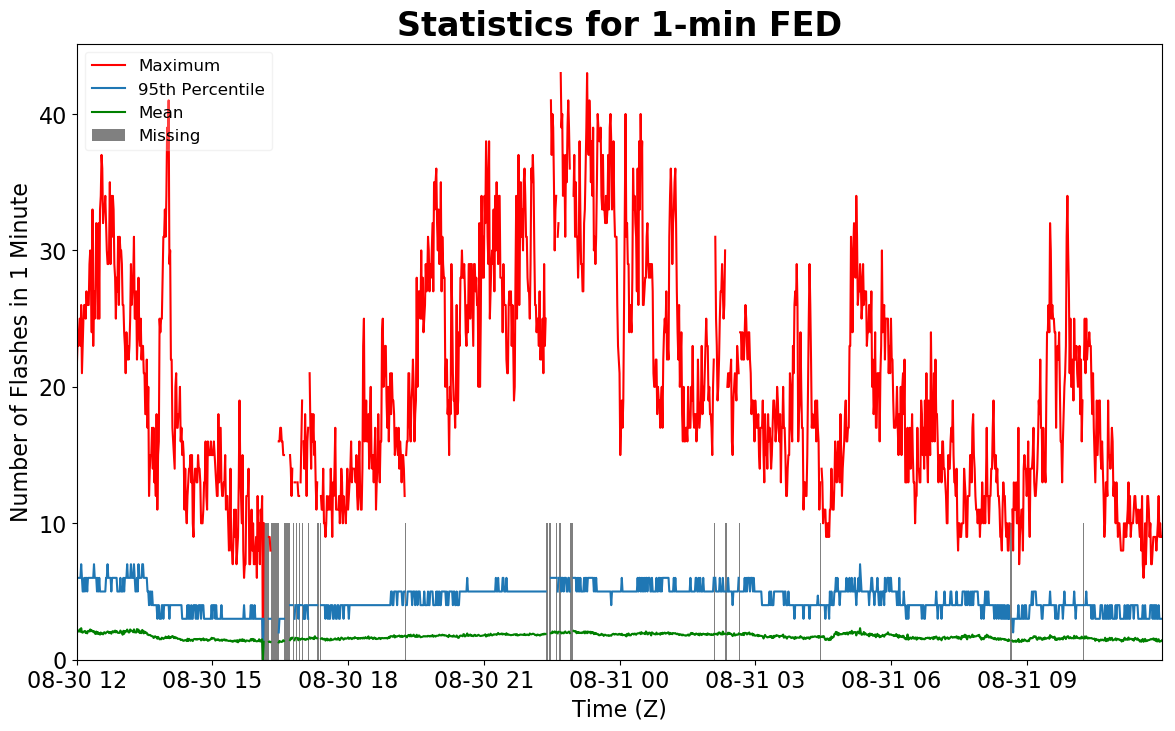 Statistics for 1-min FED
Maximum
95th Percentile
Mean
Missing
Number of Flashes in 1 Minute
40
30
20
10
0
08-30 12 08-30 15 08-30 18 08-30 21 08-31 00 08-31 03 08-31 06 08-31 09
Time (Z)